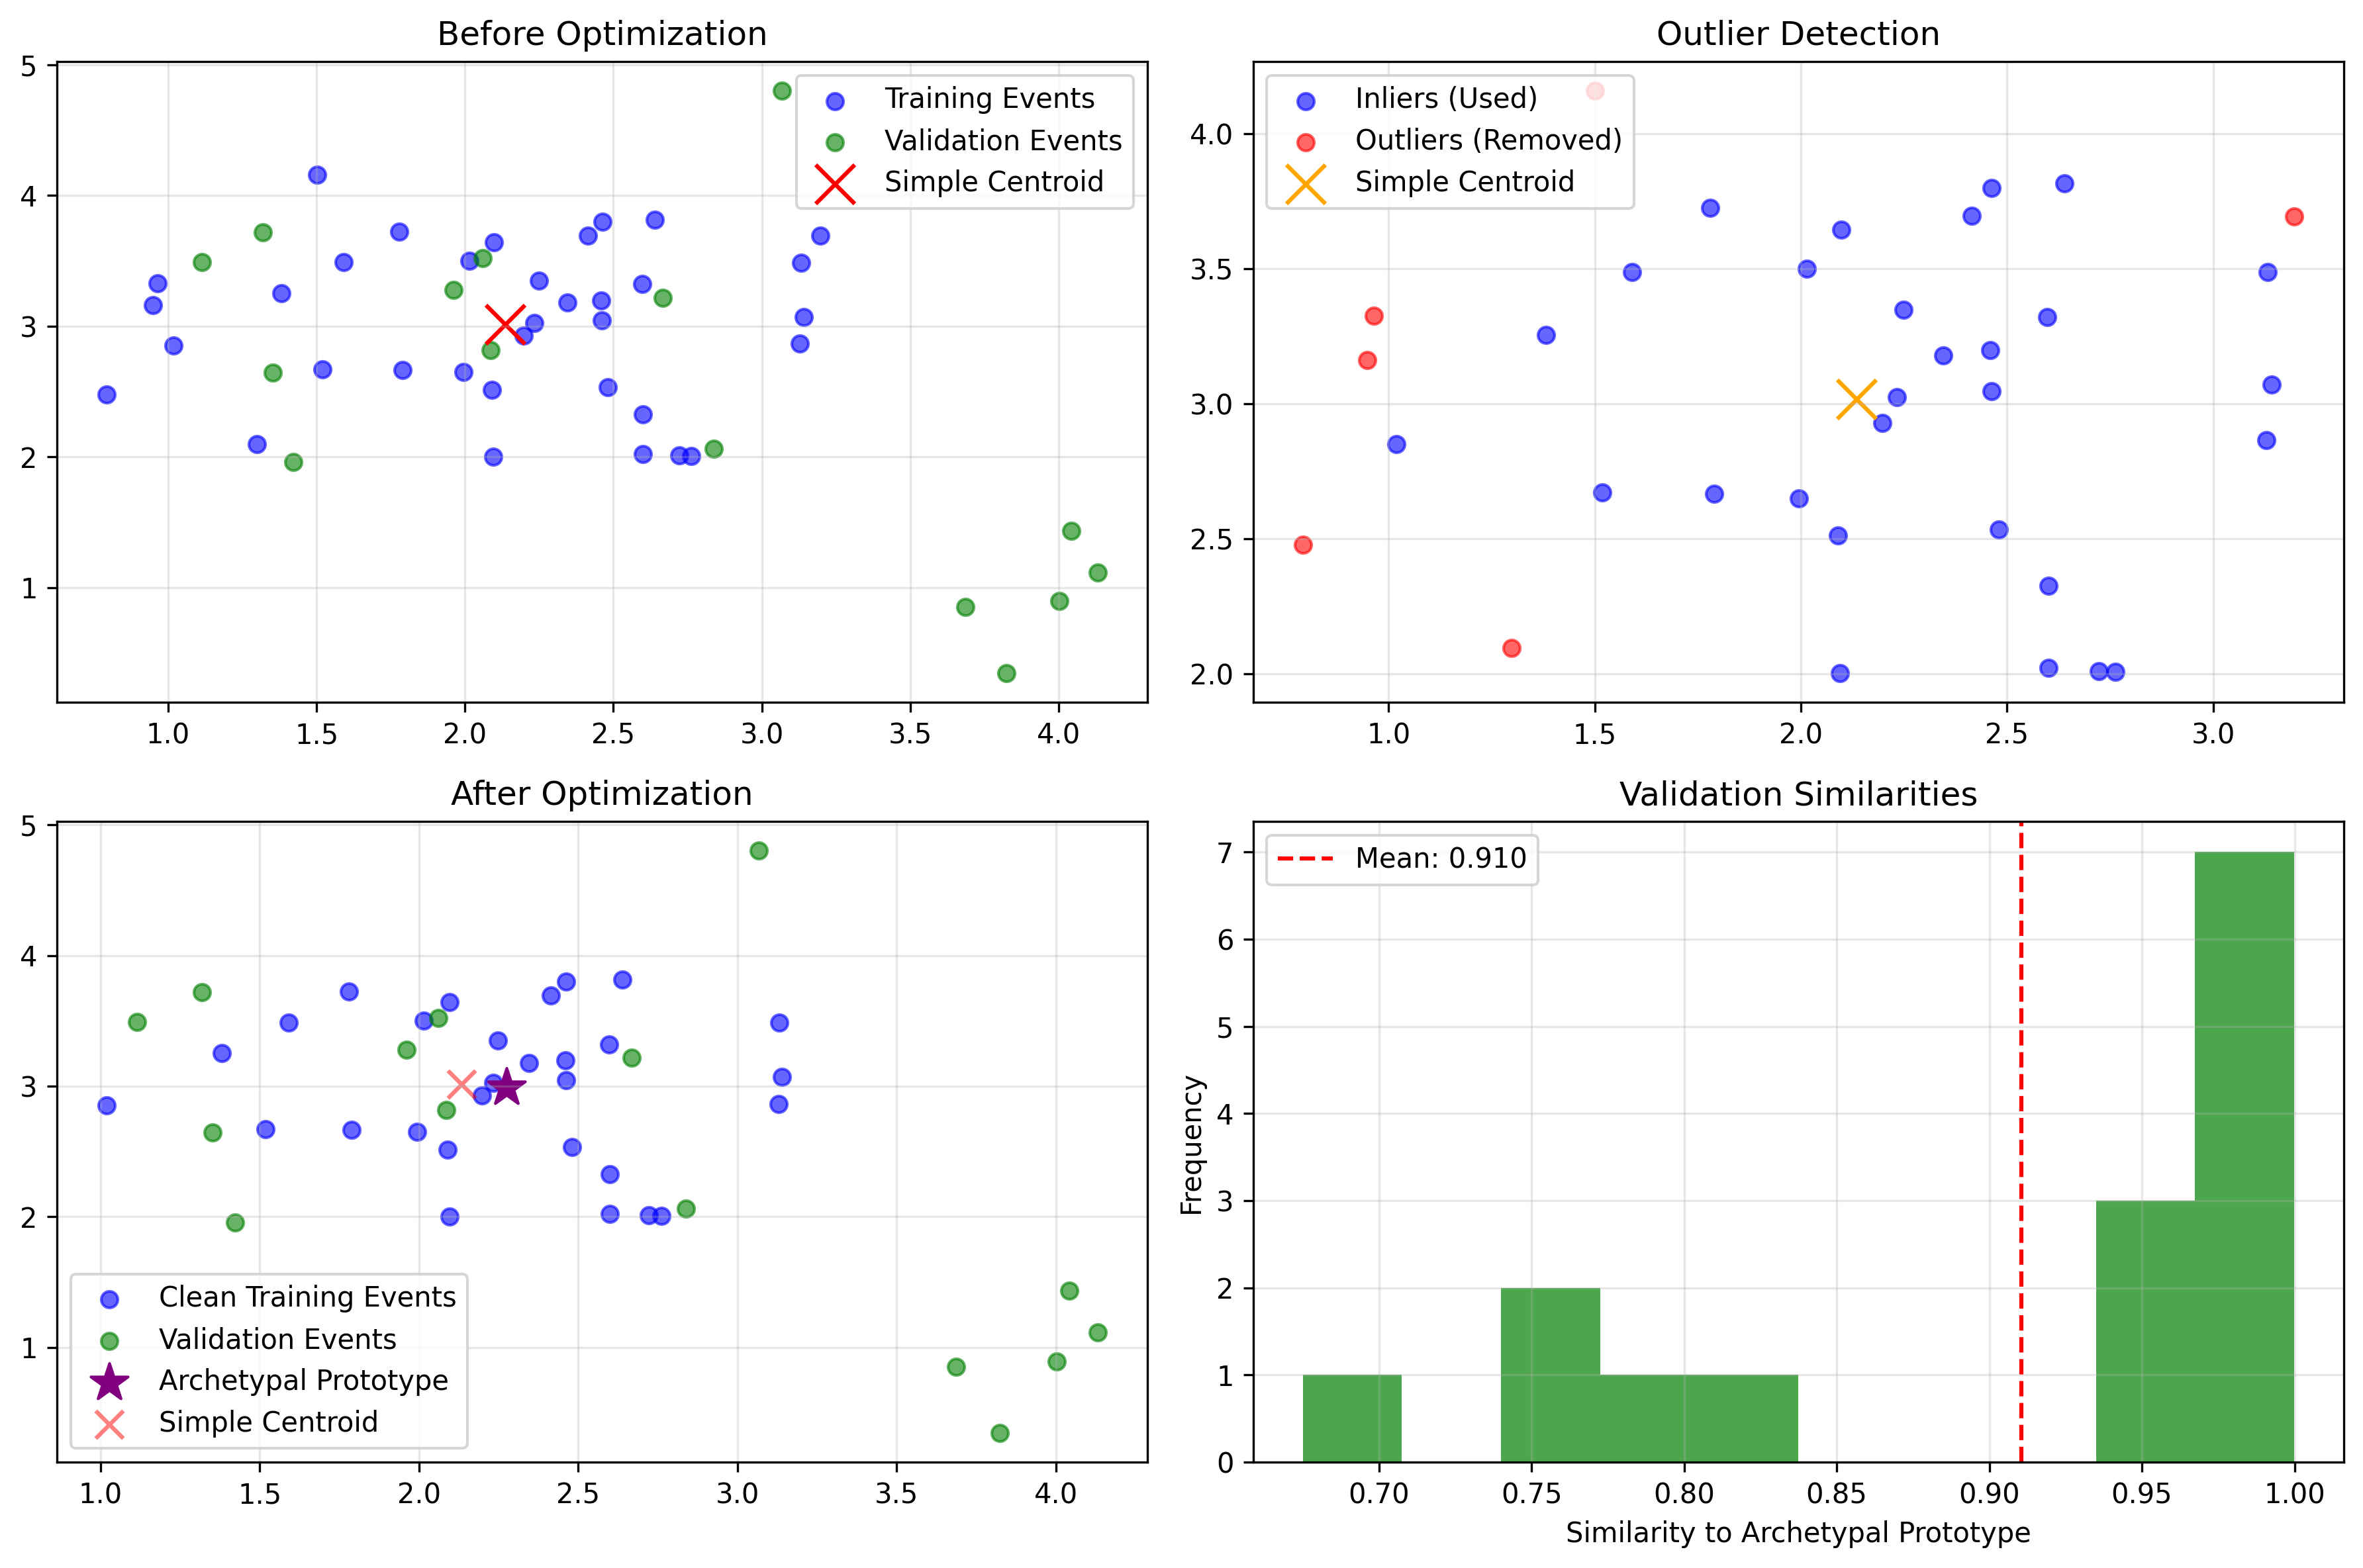 Before Optimization
5
4
3
2
1
1.0 1.5 2.0 2.5 3.0 3.5 4.0
Training Events
Validation Events
Simple Centroid
Outlier Detection
4.0
3.5
3.0
2.5
2.0
1.0 1.5 2.0 2.5 3.0
Inliers (Used)
Outliers (Removed)
Simple Centroid
After Optimization
5
4
3
2
1
1.0 1.5 2.0 2.5 3.0 3.5 4.0
Clean Training Events
Validation Events
Archetypal Prototype
Simple Centroid
Validation Similarities
Mean: 0.910
Frequency
7
6
5
4
3
2
1
0
0.70 0.75 0.80 0.85 0.90 0.95 1.00
Similarity to Archetypal Prototype